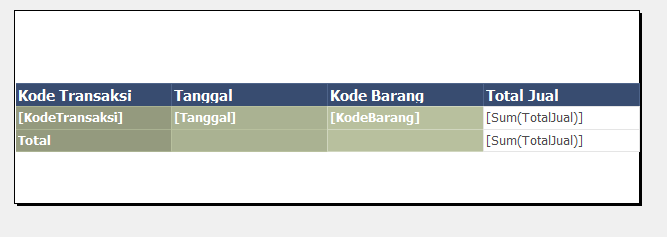 Kode Transaksi Tanggal Kode Barang Total Jual
[KodeTransaksi] [Tanggal] [KodeBarang] [Sum(TotalJual)]
Total [Sum(TotalJual)]